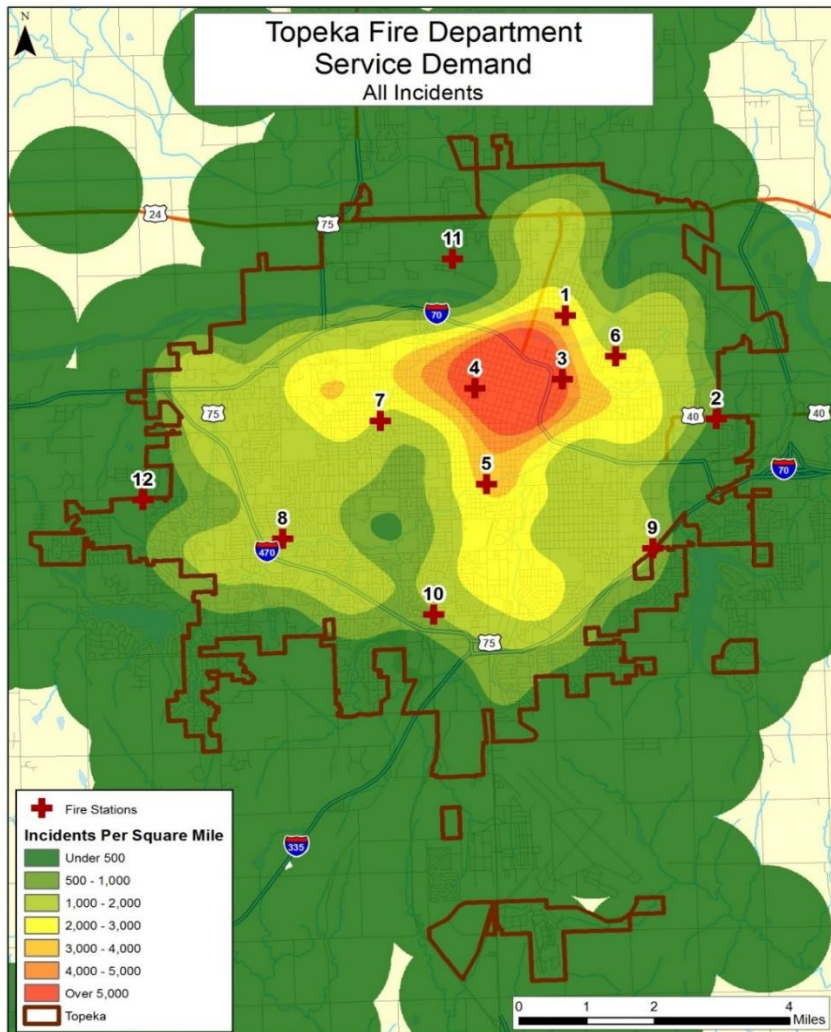 N
Topeka Fire Department
Service Demand
All Incidents
24
75
11
70
1
6
4
3
7
75
2
40
40
5
70
12
8
470
9
10
75
335
Fire Stations
Incidents Per Square Mile
Under 500
500 - 1,000
1,000 - 2,000
2,000 - 3,000
3,000 - 4,000
4,000 - 5,000
Over 5,000
Topeka
0 1 2 4
Miles